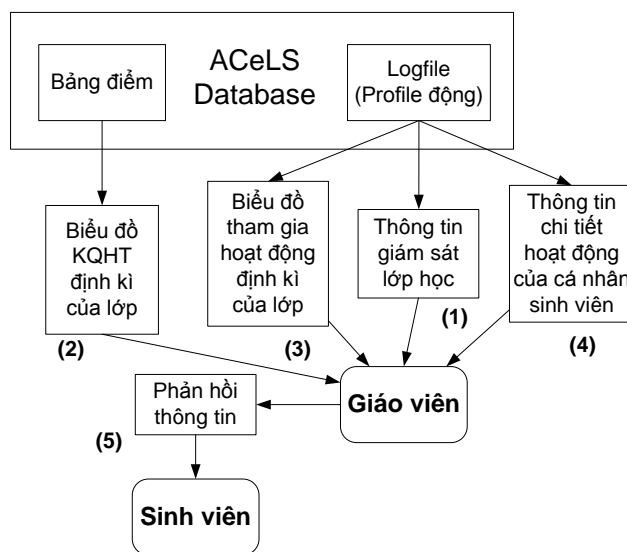 ACeLS
Database
Bảng điểm
Logfile
(Profile động)
Biểu đồ
KQHT
định kì
của lớp
(2)
Biểu đồ
tham gia
hoạt động
định kì
của lớp
(3)
Thông tin
giám sát
lớp học
(1)
Thông tin
chi tiết
hoạt động
của cá nhân
sinh viên
(4)
Giáo viên
Phản hồi
thông tin
(5)
Sinh viên